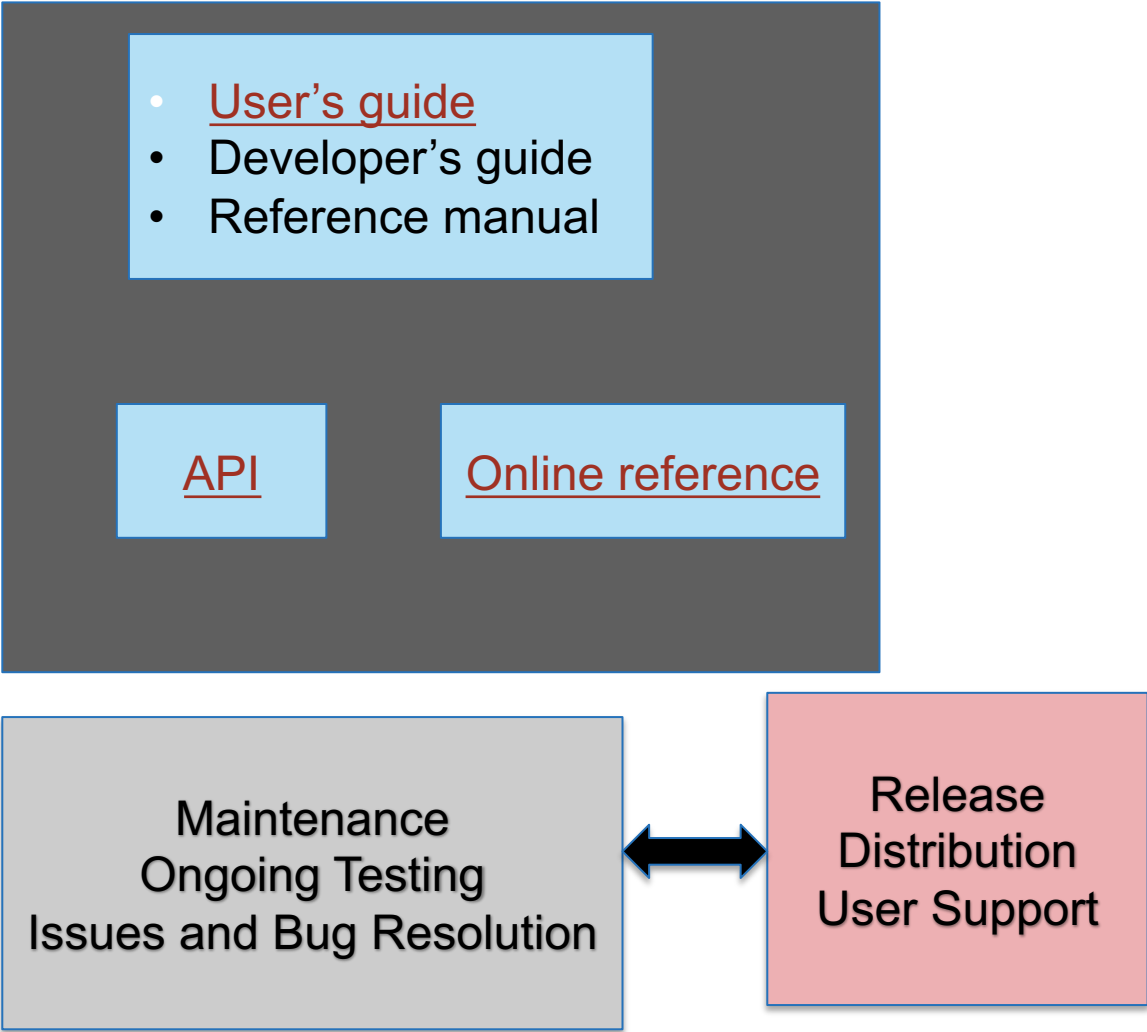 • User’s guide
• Developer’s guide
• Reference manual
API
Online reference
Maintenance
Ongoing Testing
Issues and Bug Resolution
Release
Distribution
User Support